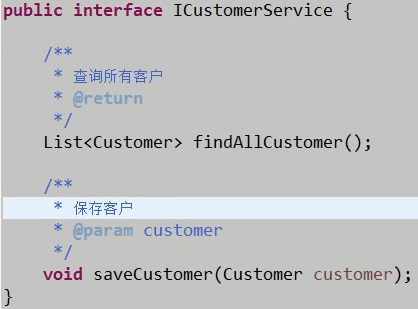 public interface ICustomerService {
/**
* 查询所有客户
* @return
*/
List<Customer> findAllCustomer();
/**
* 保存客户
* @param customer
*/
void saveCustomer(Customer customer);
}